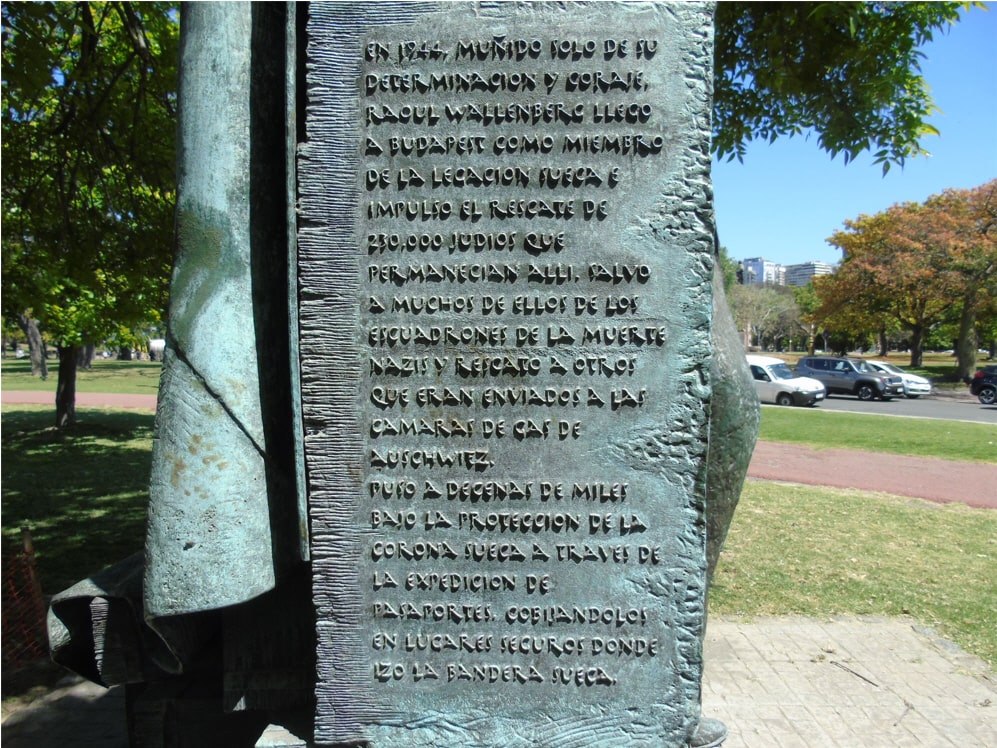 EN 1944, MUÑIDO SOLO DE SU
DETERMINACION Y CORAJE,
RAOUL WALLENBERG LLEGO
A BUDAPEST COMO MIEMBRO
DE LA LEGACION SUECA E
IMPULSO EL RESCATE DE
230.000 JUDIOS QUE
PERMANECIAN ALLI. SALVO
A MUCHOS DE ELLOS DE LOS
ESCUADRONES DE LA MUERTE
NAZIS Y RESCATO A OTROS
QUE ERAN ENVIADOS A LAS
CAMARAS DE GAS DE
AUSCHWIEZ.
PUSO A DECENAS DE MILES
BAJO LA PROTECCION DE LA
CORONA SUECA A TRAVES DE
LA EXPEDICION DE
PASAPORTES, COBIJANDOLOS
EN LUGARES SEGUROS DONDE
IZO LA BANDERA SUECA.